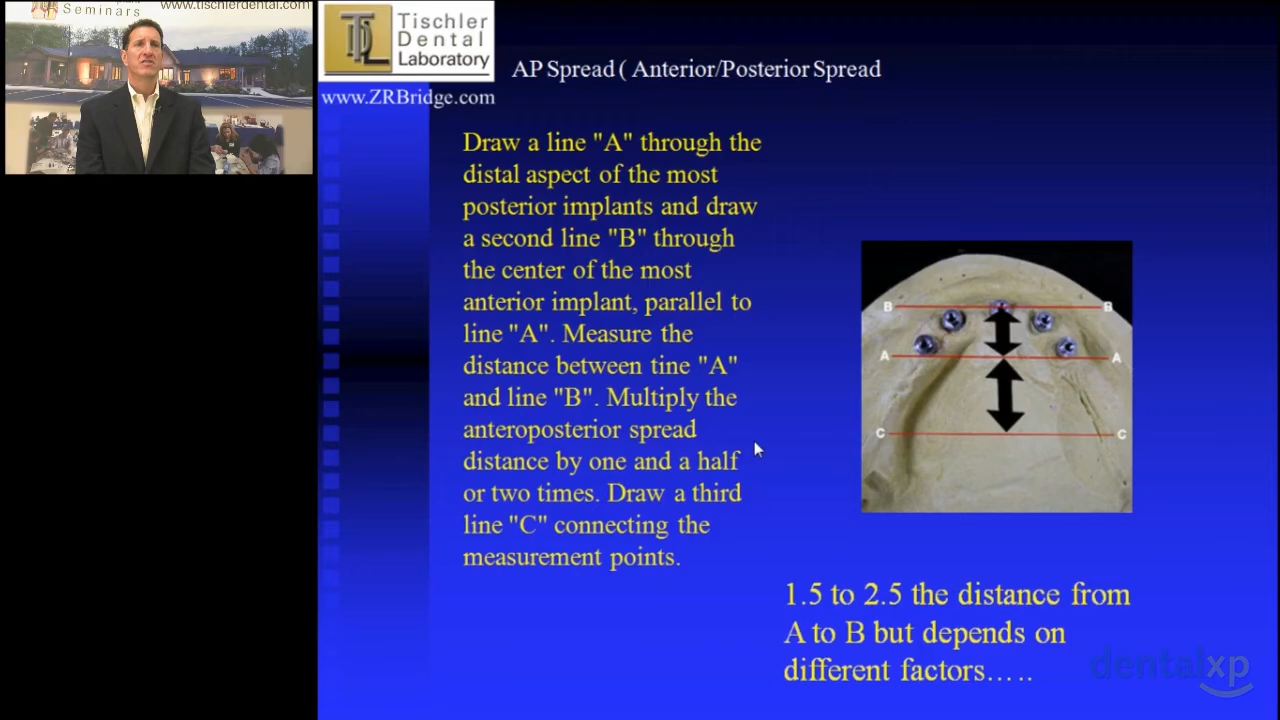 Seminars
www.tischlerdental.com
TDL
Tischler
Dental
Laboratory
www.ZRBridge.com
AP Spread ( Anterior/Posterior Spread
Draw a line "A" through the
distal aspect of the most
posterior implants and draw
a second line "B" through
the center of the most
anterior implant, parallel to
line "A". Measure the
distance between tine "A"
and line "B". Multiply the
anteroposterior spread
distance by one and a half
or two times. Draw a third
line "C" connecting the
measurement points.
B B
A A
C C
1.5 to 2.5 the distance from
A to B but depends on
different factors.....
dentalxp